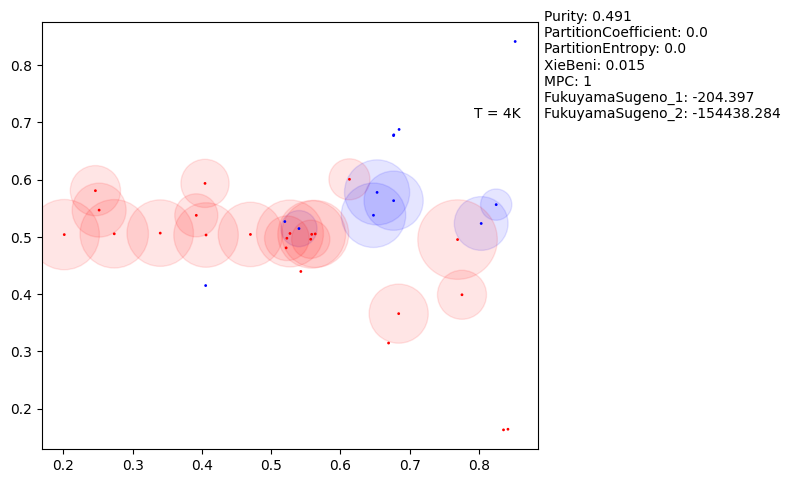 Purity: 0.491
PartitionCoefficient: 0.0
PartitionEntropy: 0.0
XieBeni: 0.015
MPC: 1
FukuyamaSugeno_1: -204.397
FukuyamaSugeno_2: -154438.284
T = 4K
0.8
0.7
0.6
0.5
0.4
0.3
0.2
0.2 0.3 0.4 0.5 0.6 0.7 0.8